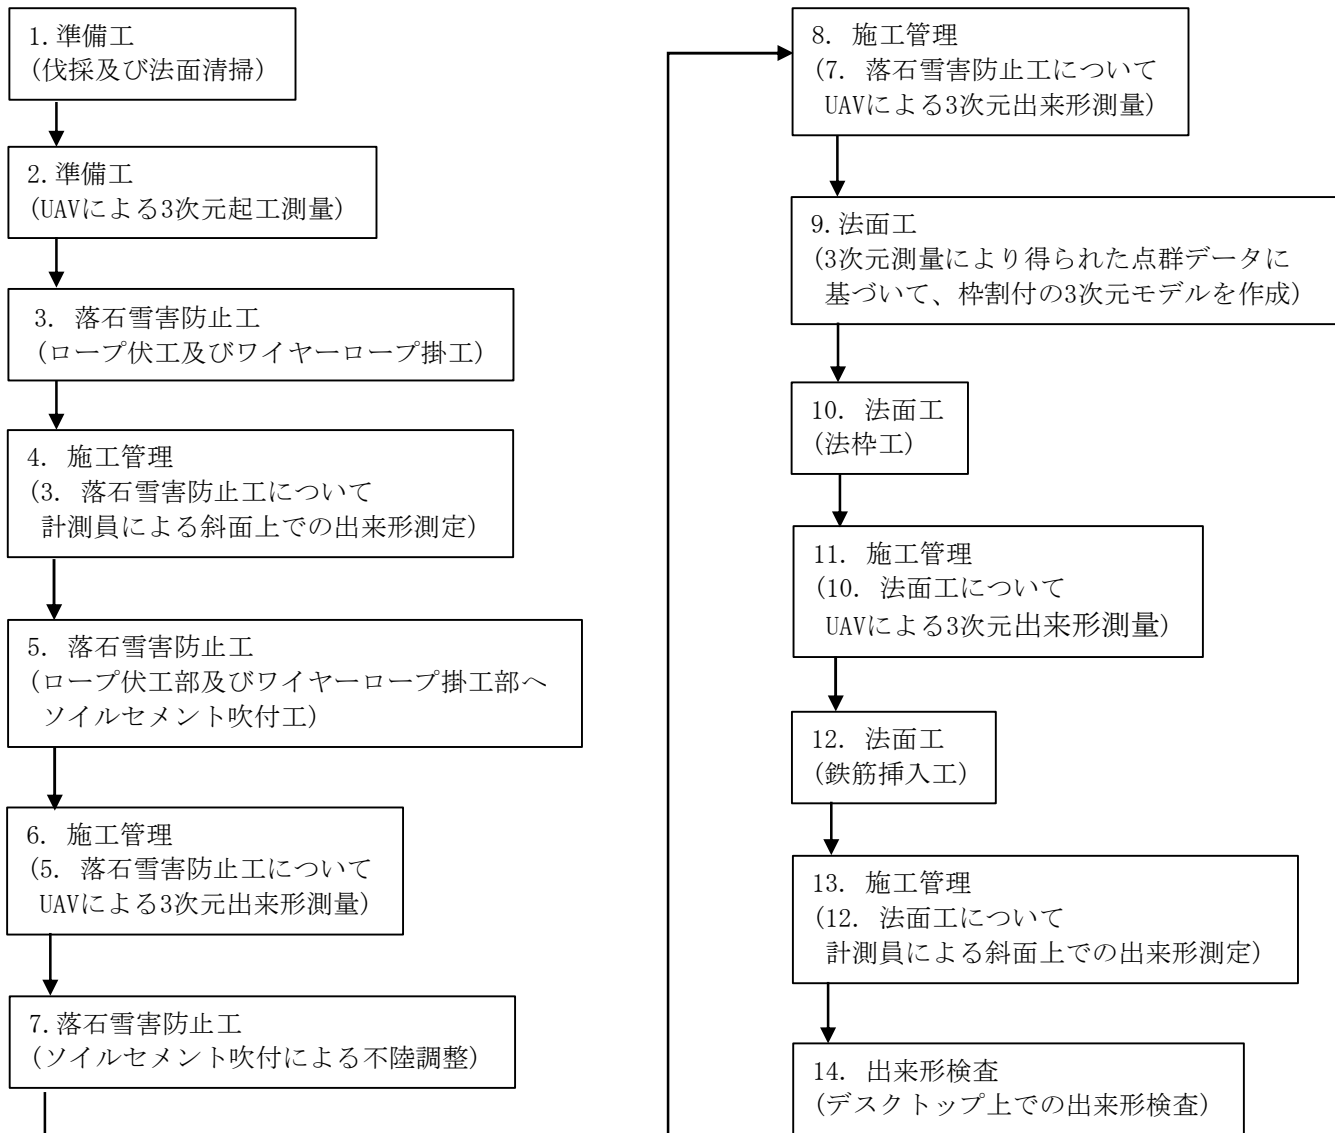 1.準備工
(伐採及び法面清掃)
2.準備工
(UAVによる3次元起工測量)
3. 落石雪害防止工
(ロープ伏工及びワイヤーロープ掛工)
4. 施工管理
(3. 落石雪害防止工について
計測員による斜面上での出来形測定)
5. 落石雪害防止工
(ロープ伏工部及びワイヤーロープ掛工部へ
ソイルセメント吹付工)
6. 施工管理
(5. 落石雪害防止工について
UAVによる3次元出来形測量)
7.落石雪害防止工
(ソイルセメント吹付による不陸調整)
8. 施工管理
(7. 落石雪害防止工について
UAVによる3次元出来形測量)
9.法面工
(3次元測量により得られた点群データに
基づいて、枠割付の3次元モデルを作成)
10. 法面工
(法枠工)
11. 施工管理
(10. 法面工について
UAVによる3次元出来形測量)
12. 法面工
(鉄筋挿入工)
13. 施工管理
(12. 法面工について
計測員による斜面上での出来形測定)
14. 出来形検査
(デスクトップ上での出来形検査)